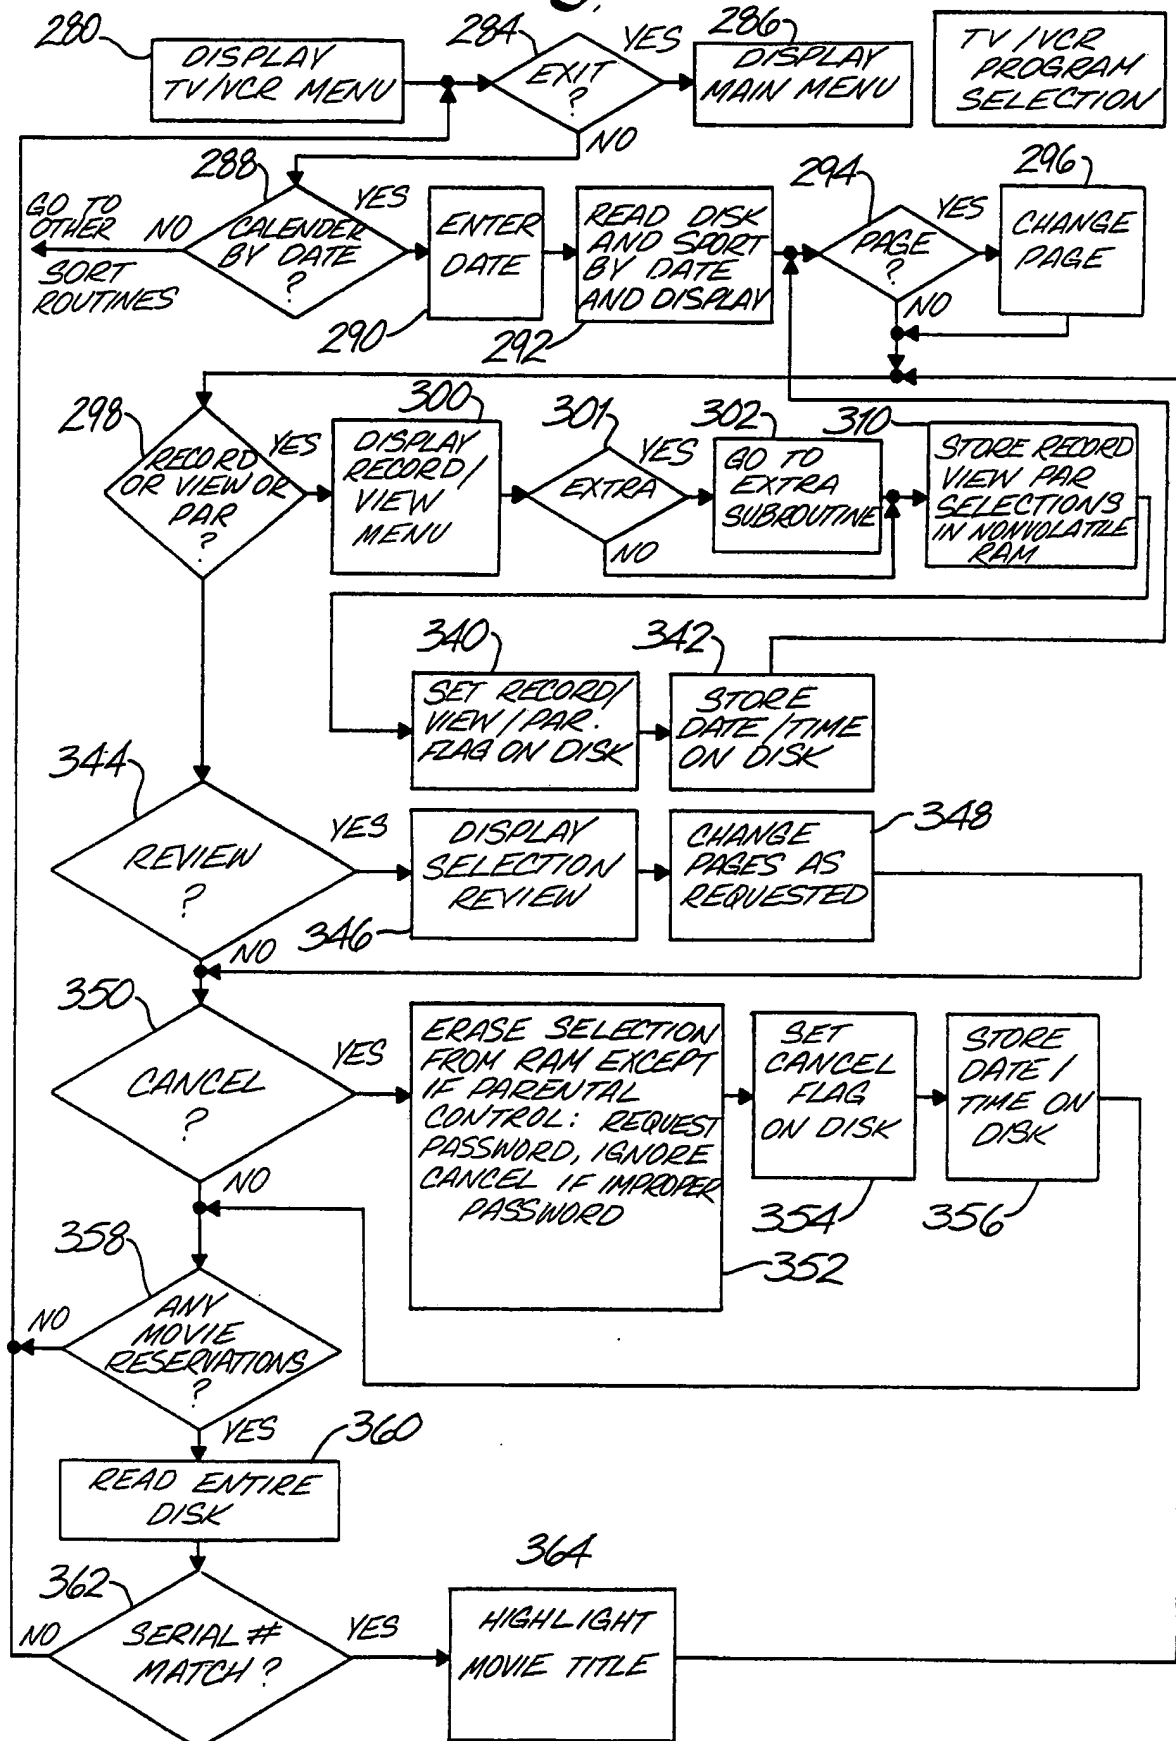 280
DISPLAY
TV/VCR MENU
284
EXIT
?
YES
NO
286
DISPLAY
MAIN MENU
TV/VCR
PROGRAM
SELECTION
288
CALENDER
BY DATE
?
YES
NO
GO TO
OTHER
SORT
ROUTINES
ENTER
DATE
290
READ DISK
AND SPORT
BY DATE
AND DISPLAY
292
294
PAGE
?
YES
NO
296
CHANGE
PAGE
298
RECORD
OR VIEW OR
PAR
?
YES
300
DISPLAY
RECORD/
VIEW
MENU
301
EXTRA
YES
NO
302
GO TO
EXTRA
SUBROUTINE
310
STORE RECORD
VIEW PAR
SELECTIONS
IN NONVOLATILE
RAM
340
SET RECORD/
VIEW/PAR.
FLAG ON DISK
342
STORE
DATE/TIME
ON DISK
344
REVIEW
?
YES
NO
DISPLAY
SELECTION
REVIEW
346
CHANGE
PAGES AS
REQUESTED
348
350
CANCEL
?
YES
NO
ERASE SELECTION
FROM RAM EXCEPT
IF PARENTAL
CONTROL: REQUEST
PASSWORD, IGNORE
CANCEL IF IMPROPER
PASSWORD
352
SET
CANCEL
FLAG
ON DISK
354
STORE
DATE/
TIME ON
DISK
356
358
ANY
MOVIE
RESERVATIONS
?
NO
YES
360
READ ENTIRE
DISK
362
SERIAL #
MATCH ?
NO
YES
364
HIGHLIGHT
MOVIE TITLE